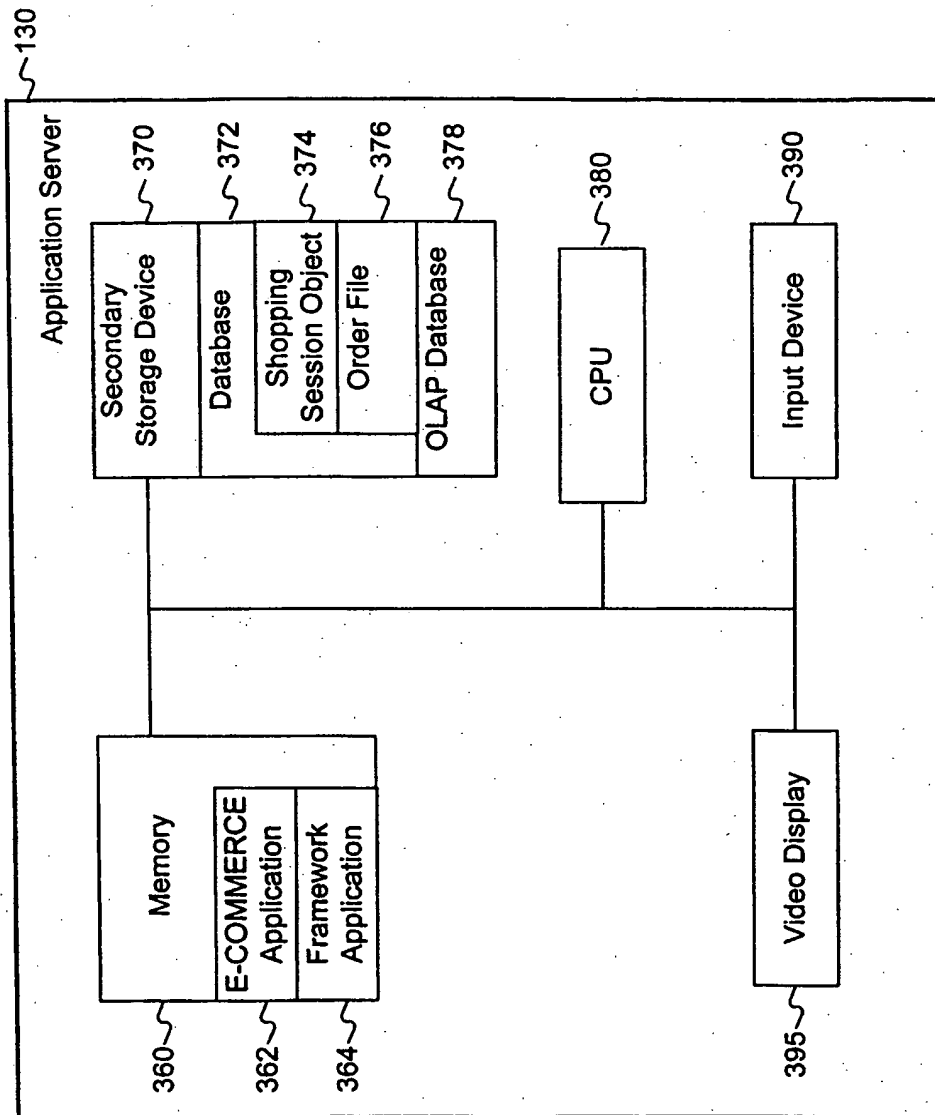 Application Server
130
Memory
E-COMMERCE
Application
Framework
Application
360
362
364
Secondary
Storage Device
Database
Shopping
Session Object
Order File
OLAP Database
370
372
374
376
378
CPU
380
Video Display
395
Input Device
390